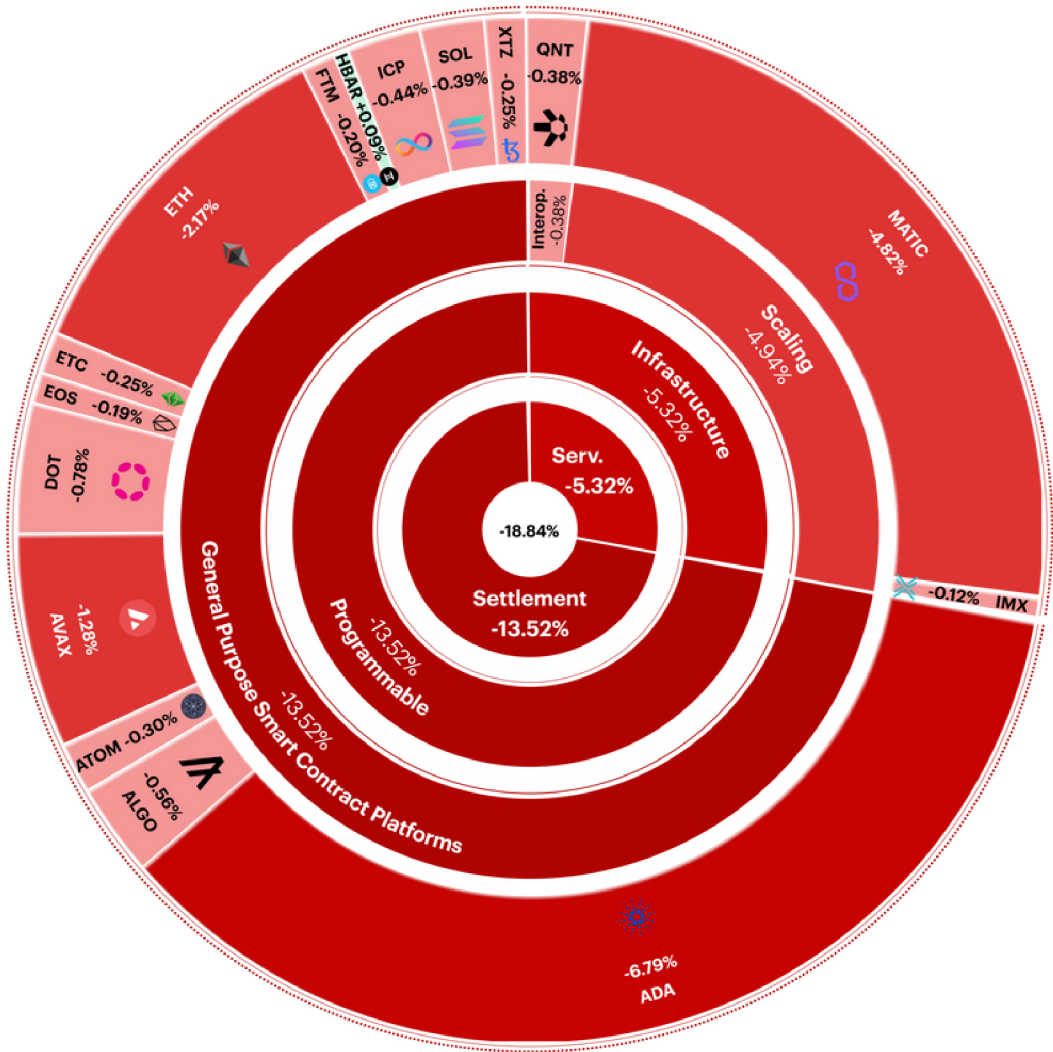 -18.84%
Serv.
-5.32%
Settlement
-13.52%
Infrastructure
-5.32%
Programmable
-13.52%
Interop.
-0.38%
Scaling
-4.94%
General Purpose Smart Contract Platforms
-13.52%
QNT
-0.38%
MATIC
-4.82%
IMX
-0.12%
-6.79%
ADA
-0.56%
ALGO
ATOM -0.30%
-1.28%
AVAX
DOT
-0.78%
EOS -0.19%
ETC -0.25%
ETH
-2.17%
FTM -0.20%
HBAR +0.09%
ICP
-0.44%
SOL
-0.39%
XTZ -0.25%